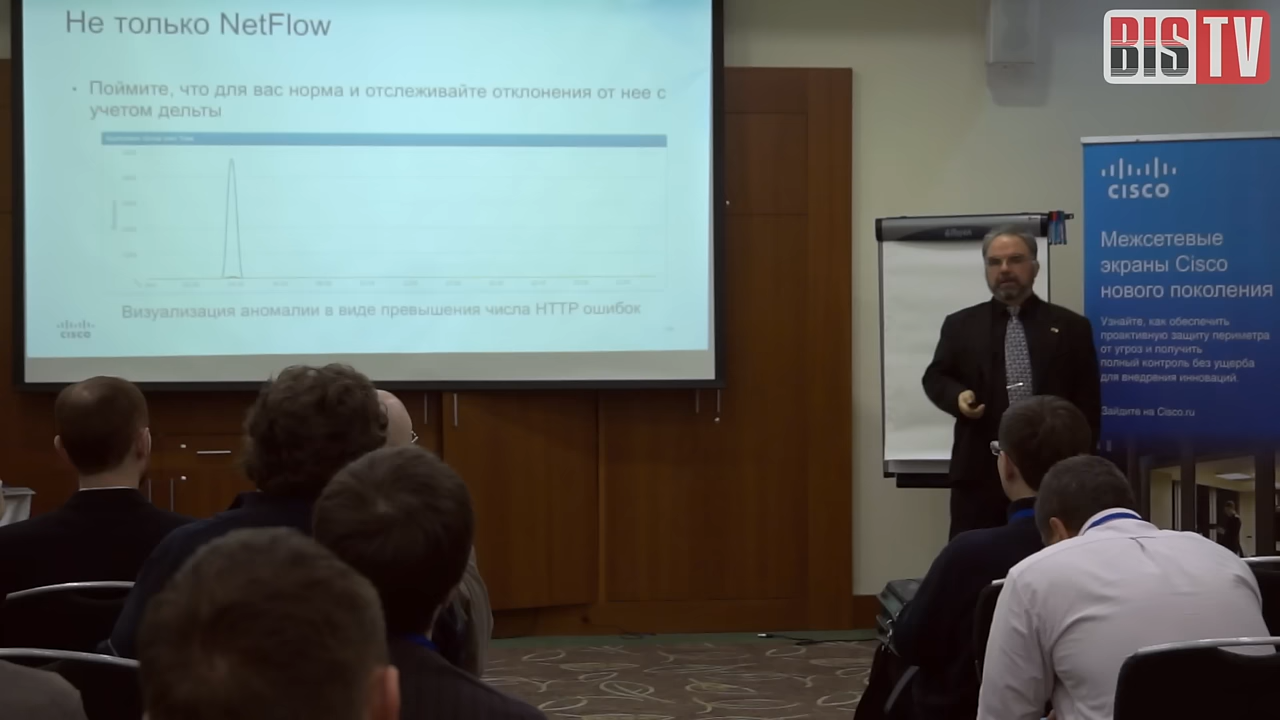 Не только NetFlow
• Поймите, что для вас норма и отслеживайте отклонения от нее с
учетом дельты
Визуализация аномалии в виде превышения числа HTTP ошибок
CISCO
BIS TV
CISCO
Межсетевые
экраны Cisco
нового поколения
Узнайте, как обеспечить
проактивную защиту периметра
от угроз и получить
полный контроль без ущерба
для внедрения инноваций.
Зайдите на Cisco.ru